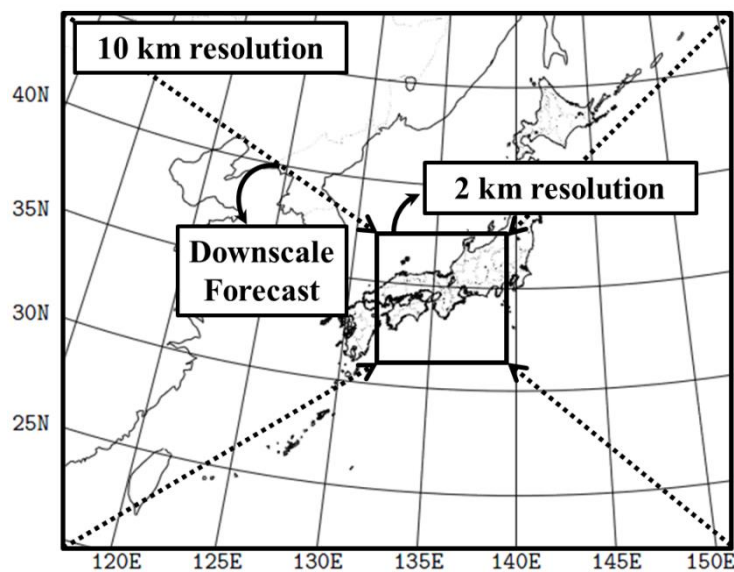 10 km resolution
40N
2 km resolution
35N
Downscale
Forecast
30N
25N
120E 125E 130E 135E 140E 145E 150E